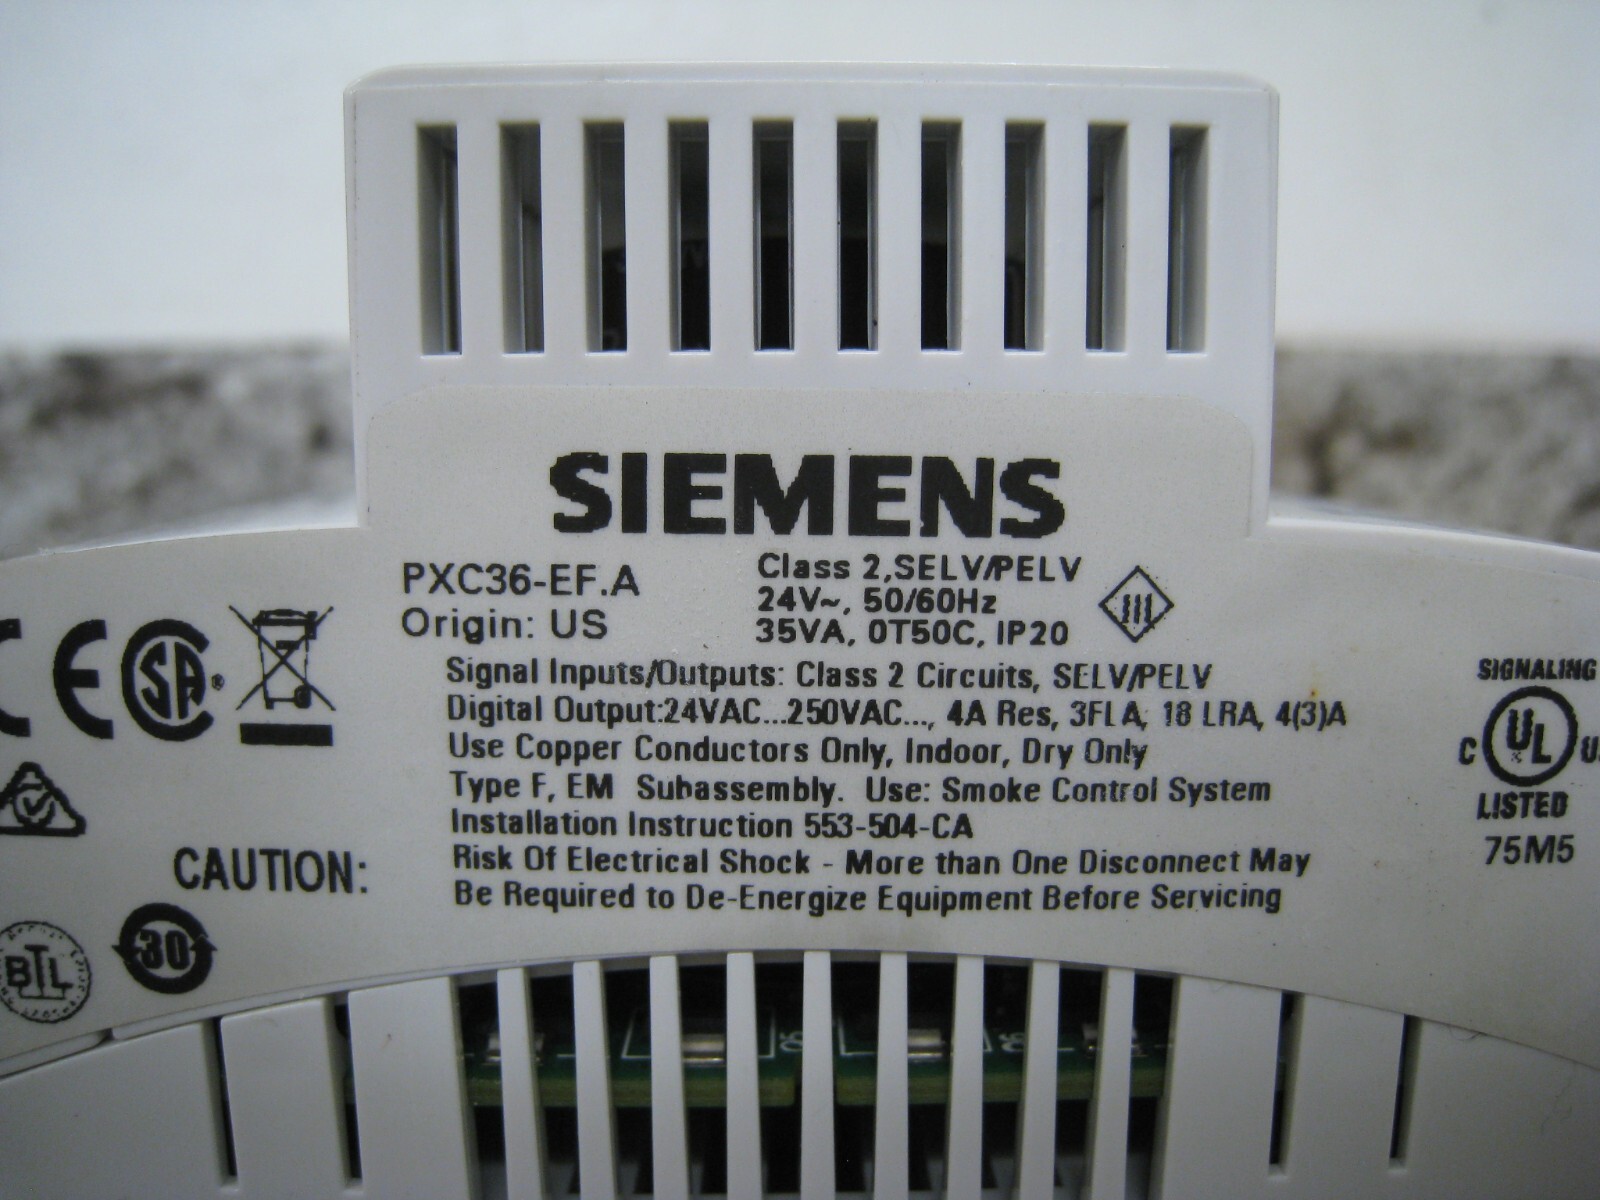 SIEMENS
PXC36-EF.A
Origin: US
Class 2,SELV/PELV
24V~, 50/60Hz
35VA, 0T50C, IP20
CE
SA
Signal Inputs/Outputs: Class 2 Circuits, SELV/PELV
Digital Output:24VAC...250VAC..., 4A Res, 3FLA, 18 LRA, 4(3)A
Use Copper Conductors Only, Indoor, Dry Only
Type F, EM Subassembly. Use: Smoke Control System
Installation Instruction 553-504-CA
CAUTION:
Risk Of Electrical Shock - More than One Disconnect May
Be Required to De-Energize Equipment Before Servicing
SIGNALING
C UL US
LISTED
75M5
BTL
30